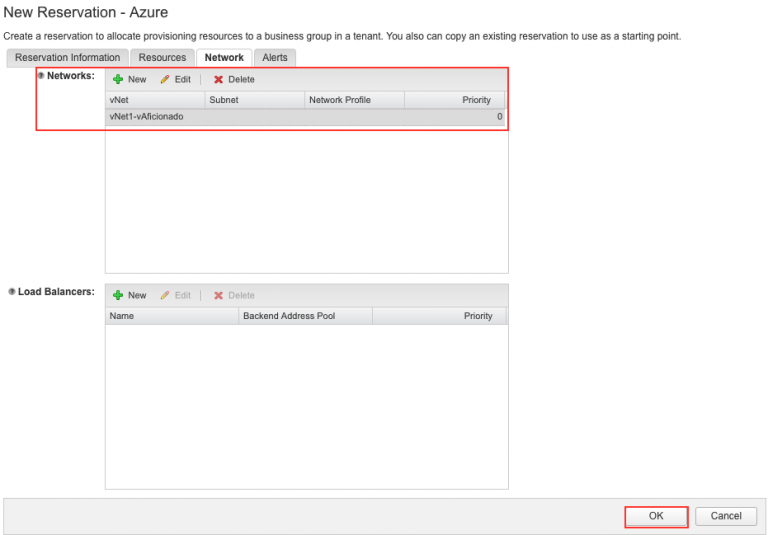 New Reservation - Azure
Create a reservation to allocate provisioning resources to a business group in a tenant. You also can copy an existing reservation to use as a starting point.
Reservation Information Resources Network Alerts
Networks: New Edit Delete
vNet Subnet Network Profile Priority
vNet1-vAficionado 0
Load Balancers: New Edit Delete
Name Backend Address Pool Priority
OK Cancel